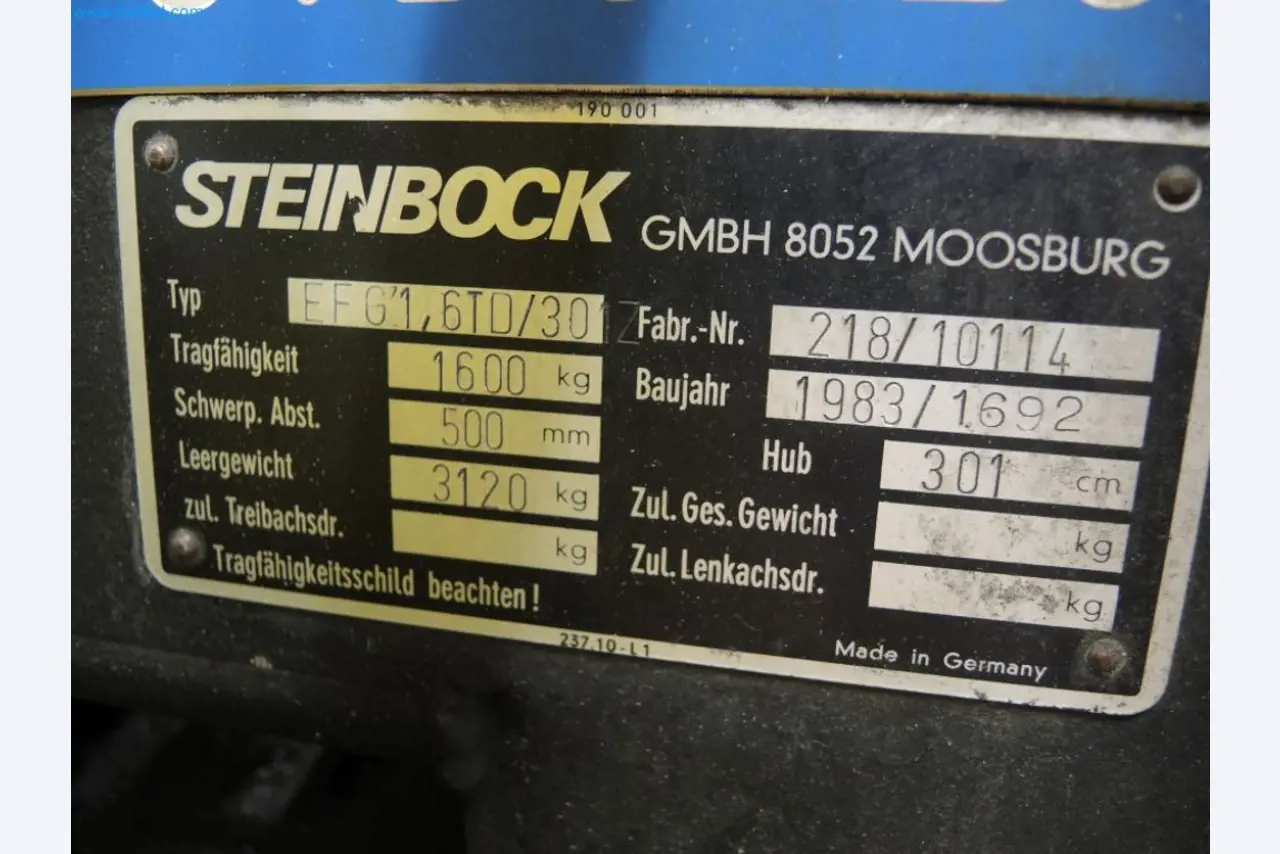 190 001
STEINBOCK GMBH 8052 MOOSBURG
Typ EFG'1,6TD/301Z Fabr.-Nr. 218/10114
Tragfähigkeit 1600 kg Baujahr 1983/1692
Schwerp. Abst. 500 mm Hub 301 cm
Leergewicht 3120 kg Zul. Ges. Gewicht kg
zul. Treibachsdr. kg Zul. Lenkachsdr. kg
Tragfähigkeitsschild beachten!
237.10-L1 Made in Germany